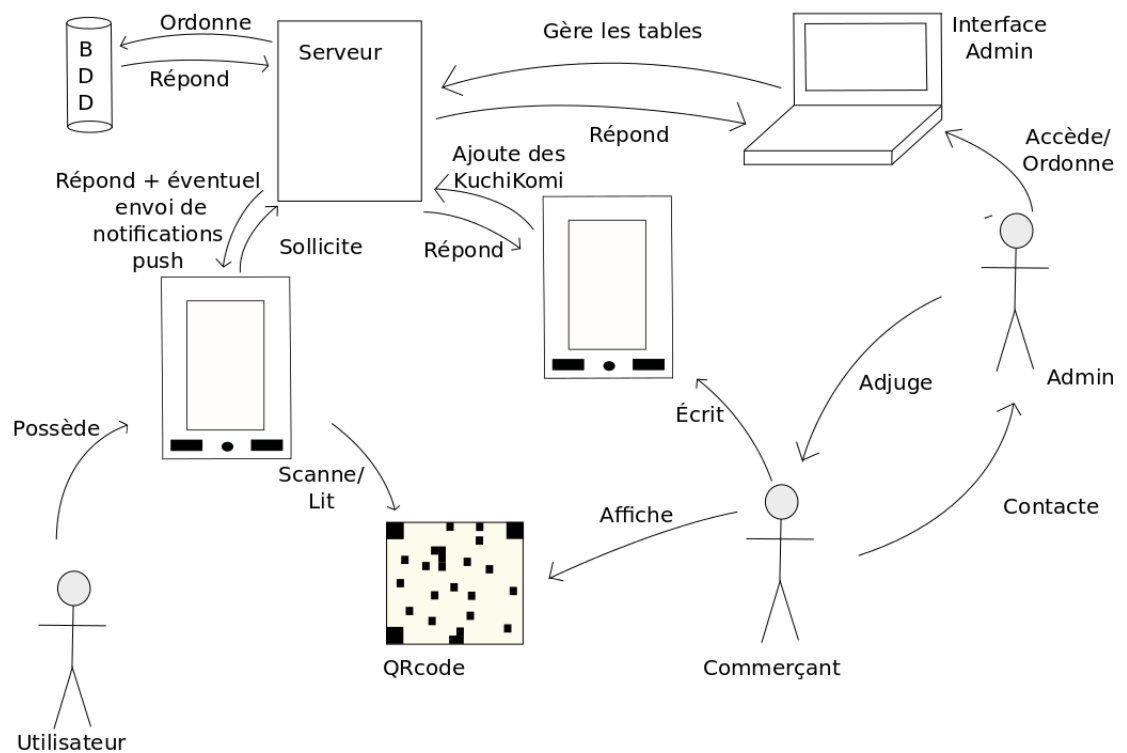 Ordonne
B
D
D
Répond
Serveur
Gère les tables
Répond
Interface
Admin
Accède/
Ordonne
Ajoute des
KuchiKomi
Répond
Répond + éventuel
envoi de
notifications
push
Sollicite
Admin
Adjuge
Contacte
Écrit
Possède
Scanne/
Lit
Affiche
QRcode
Commerçant
Utilisateur